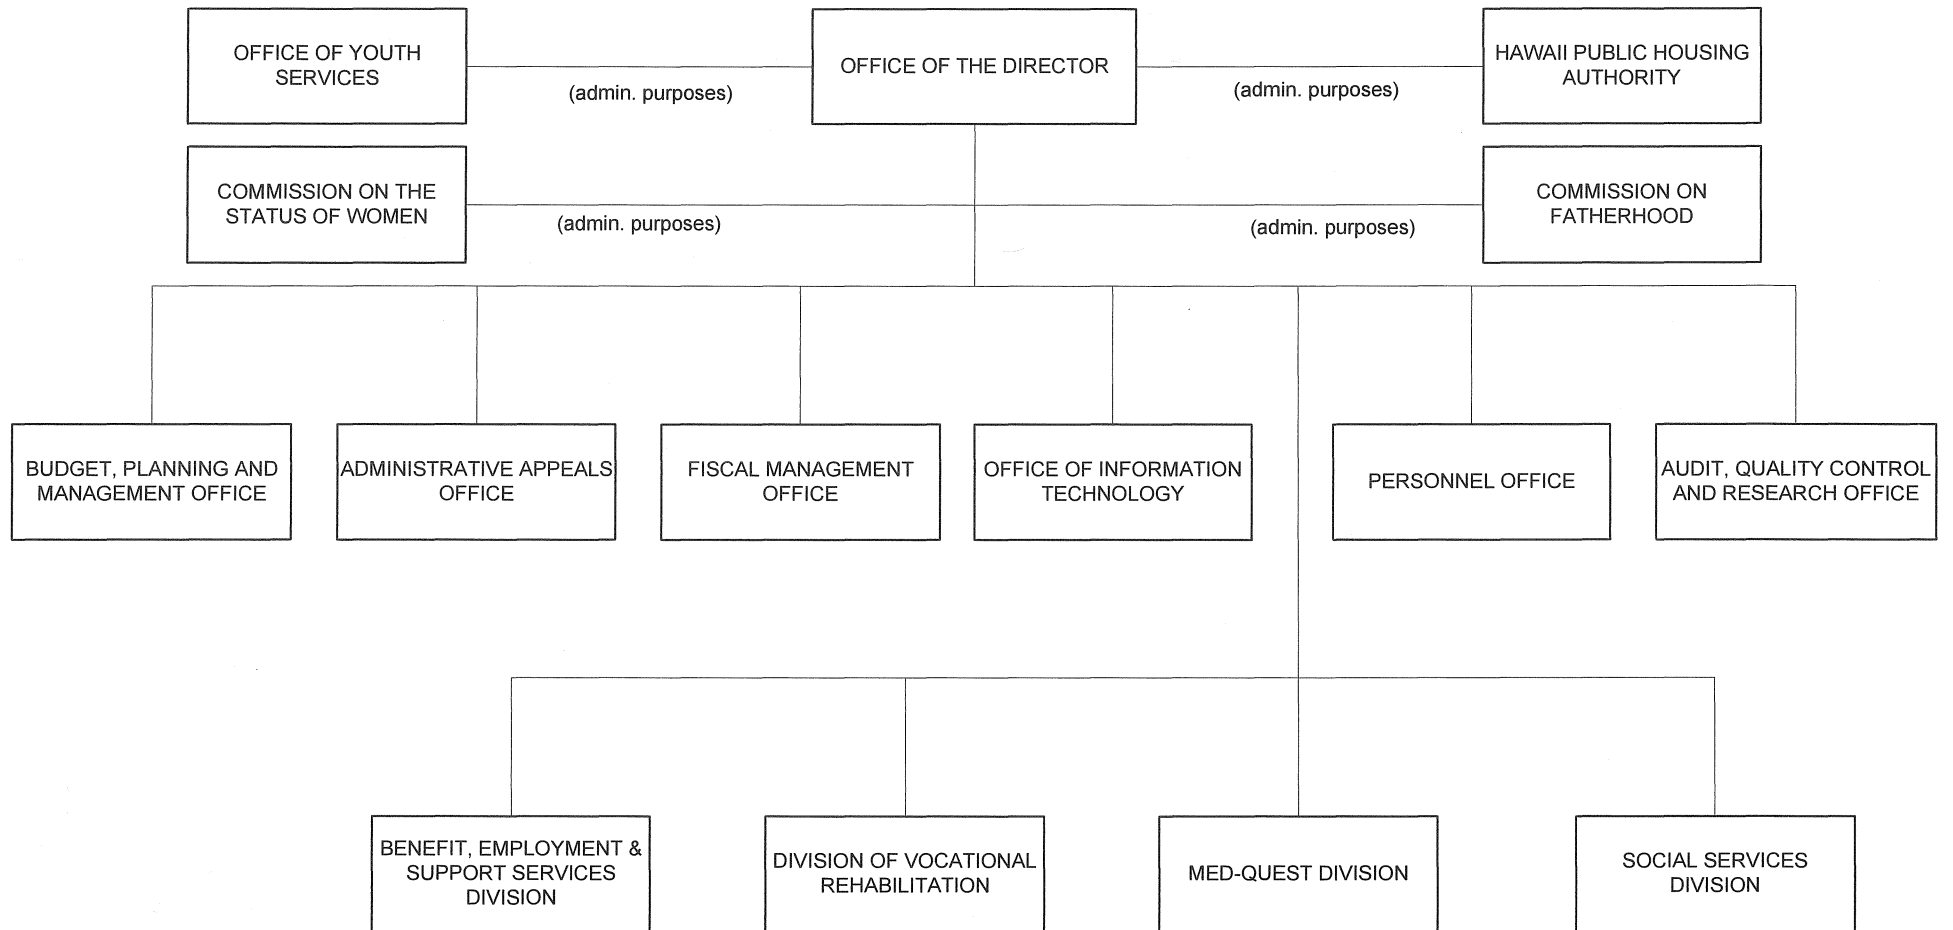 OFFICE OF YOUTH
SERVICES
(admin. purposes)
OFFICE OF THE DIRECTOR
(admin. purposes)
HAWAII PUBLIC HOUSING
AUTHORITY
COMMISSION ON THE
STATUS OF WOMEN
(admin. purposes)
(admin. purposes)
COMMISSION ON
FATHERHOOD
BUDGET, PLANNING AND
MANAGEMENT OFFICE
ADMINISTRATIVE APPEALS
OFFICE
FISCAL MANAGEMENT
OFFICE
OFFICE OF INFORMATION
TECHNOLOGY
PERSONNEL OFFICE
AUDIT, QUALITY CONTROL
AND RESEARCH OFFICE
BENEFIT, EMPLOYMENT &
SUPPORT SERVICES
DIVISION
DIVISION OF VOCATIONAL
REHABILITATION
MED-QUEST DIVISION
SOCIAL SERVICES
DIVISION